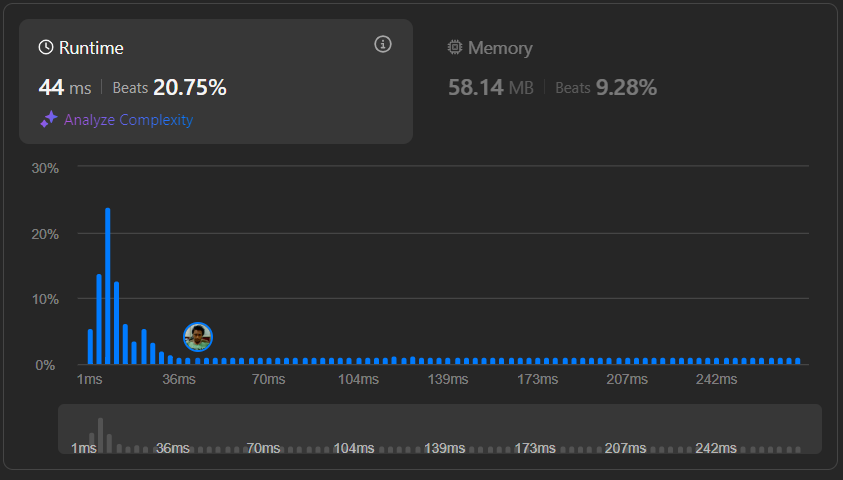 Runtime
44 ms | Beats 20.75%
Analyze Complexity
Memory
58.14 MB | Beats 9.28%
30%
20%
10%
0%
1ms 36ms 70ms 104ms 139ms 173ms 207ms 242ms
1ms 36ms 70ms 104ms 139ms 173ms 207ms 242ms